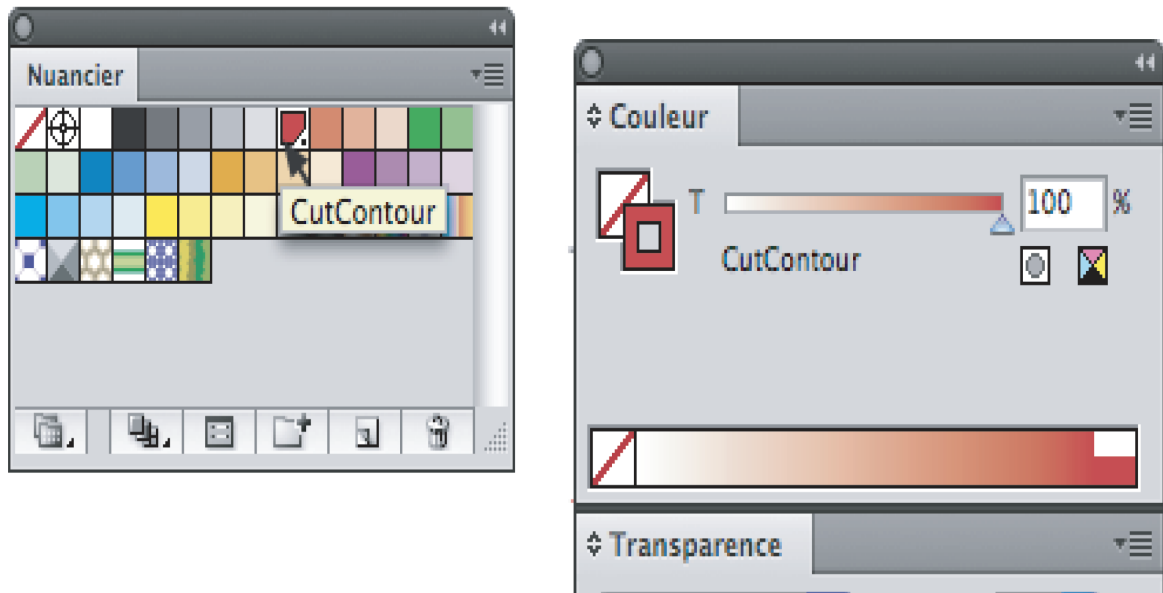 Nuancier
CutContour
Couleur
T 100 %
CutContour
Transparence